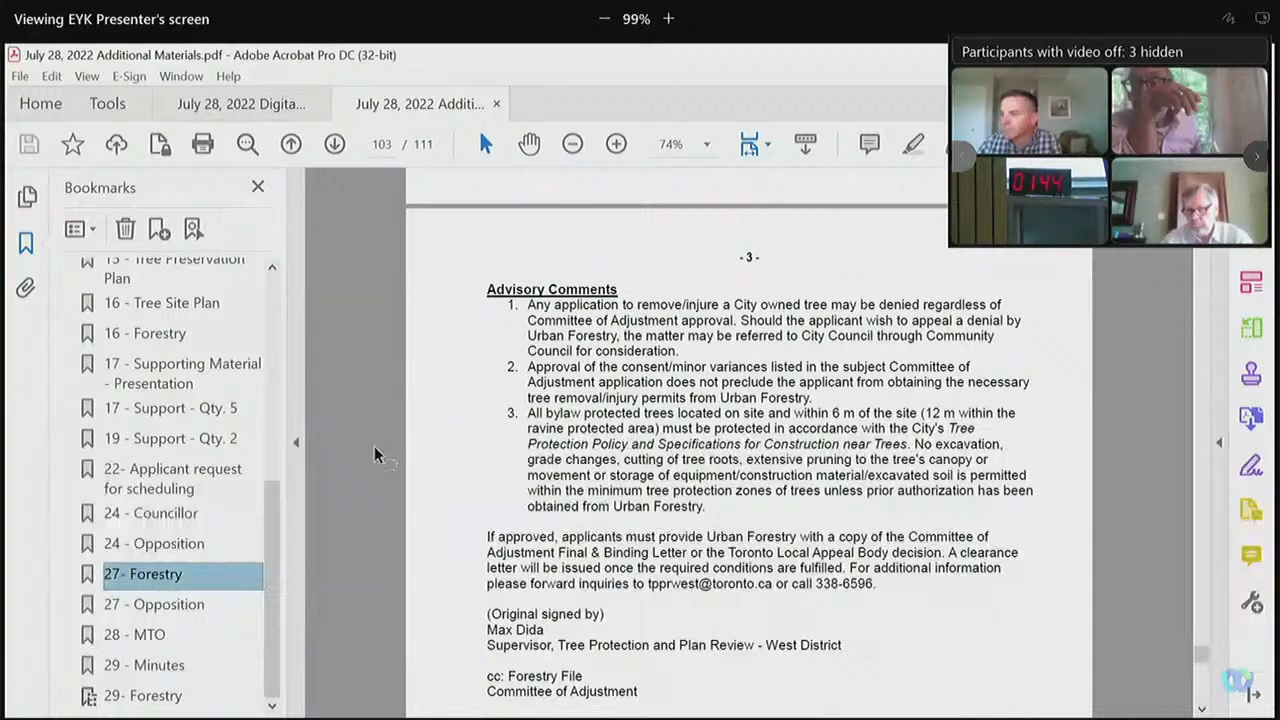 Viewing EYK Presenter's screen
99%
July 28, 2022 Additional Materials.pdf - Adobe Acrobat Pro DC (32-bit)
Participants with video off: 3 hidden
File Edit View E-Sign Window Help
Home Tools July 28, 2022 Digita... July 28, 2022 Additi...
103 / 111 74%
0144
Bookmarks
15 - Tree Preservation
Plan
16 - Tree Site Plan
16 - Forestry
17 - Supporting Material
- Presentation
17 - Support - Qty. 5
19 - Support - Qty. 2
22- Applicant request
for scheduling
24 - Councillor
24 - Opposition
27- Forestry
27 - Opposition
28 - MTO
29 - Minutes
29- Forestry
- 3 -
Advisory Comments
1. Any application to remove/injure a City owned tree may be denied regardless of
Committee of Adjustment approval. Should the applicant wish to appeal a denial by
Urban Forestry, the matter may be referred to City Council through Community
Council for consideration.
2. Approval of the consent/minor variances listed in the subject Committee of
Adjustment application does not preclude the applicant from obtaining the necessary
tree removal/injury permits from Urban Forestry.
3. All bylaw protected trees located on site and within 6 m of the site (12 m within the
ravine protected area) must be protected in accordance with the City's Tree
Protection Policy and Specifications for Construction near Trees. No excavation,
grade changes, cutting of tree roots, extensive pruning to the tree's canopy or
movement or storage of equipment/construction material/excavated soil is permitted
within the minimum tree protection zones of trees unless prior authorization has been
obtained from Urban Forestry.
If approved, applicants must provide Urban Forestry with a copy of the Committee of
Adjustment Final & Binding Letter or the Toronto Local Appeal Body decision. A clearance
letter will be issued once the required conditions are fulfilled. For additional information
please forward inquiries to tpprwest@toronto.ca or call 338-6596.
(Original signed by)
Max Dida
Supervisor, Tree Protection and Plan Review - West District
cc: Forestry File
Committee of Adjustment